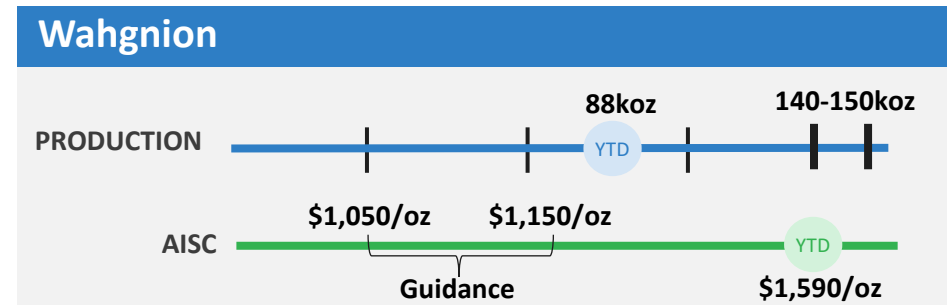 Wahgnion
88koz 140-150koz
PRODUCTION YTD
$1,050/oz $1,150/oz
AISC YTD
Guidance $1,590/oz